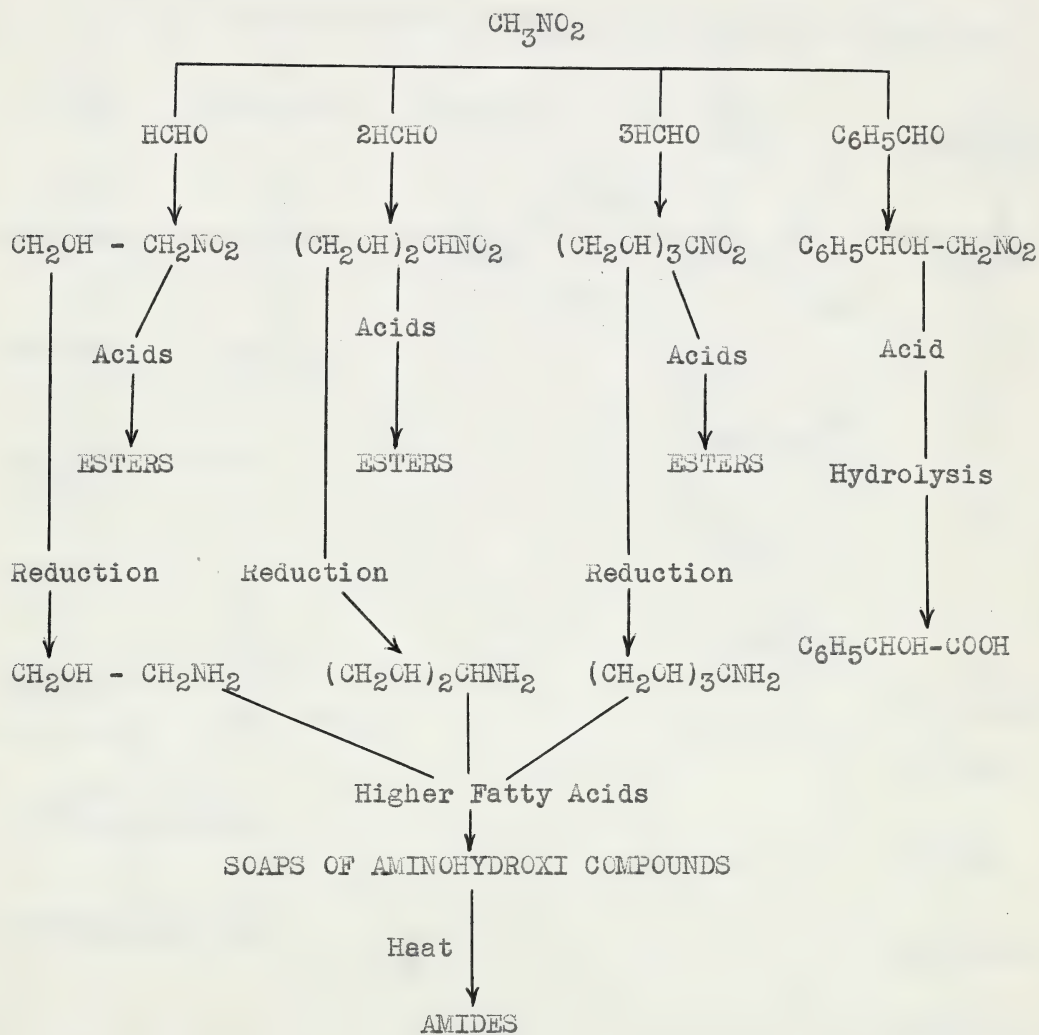 CH₃NO₂
HCHO 2HCHO 3HCHO C₆H₅CHO
CH₂OH - CH₂NO₂ (CH₂OH)₂CHNO₂ (CH₂OH)₃CNO₂ C₆H₅CHOH-CH₂NO₂
Acids Acids Acids Acid
ESTERS ESTERS ESTERS Hydrolysis
Reduction Reduction Reduction
CH₂OH - CH₂NH₂ (CH₂OH)₂CHNH₂ (CH₂OH)₃CNH₂ C₆H₅CHOH-COOH
Higher Fatty Acids
SOAPS OF AMINOHYDROXI COMPOUNDS
Heat
AMIDES